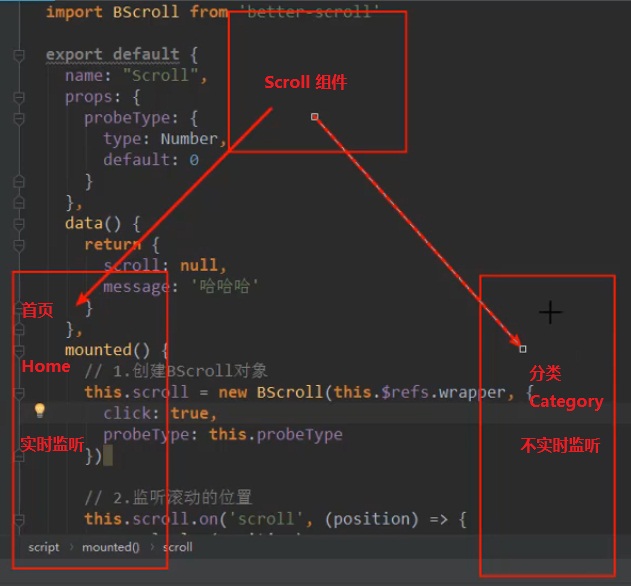 import BScroll from 'better-scroll'
export default {
name: "Scroll",
Scroll 组件
props: {
probeType: {
type: Number,
default: 0
}
},
data() {
return {
scroll: null,
message: '哈哈哈'
}
首页
},
mounted() {
// 1.创建BScroll对象
Home
分类
this.scroll = new BScroll(this.$refs.wrapper, {
Category
click: true,
probeType: this.probeType
实时监听
不实时监听
})
// 2.监听滚动的位置
this.scroll.on('scroll', (position) => {
script > mounted() > scroll